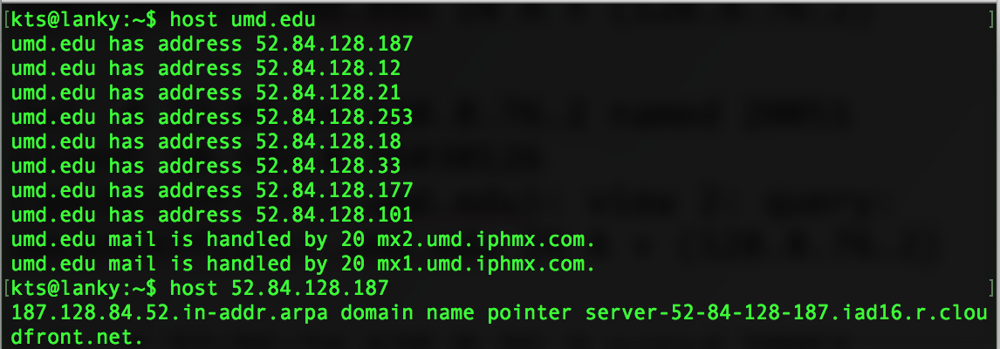 [kts@lanky:~$ host umd.edu ]
umd.edu has address 52.84.128.187
umd.edu has address 52.84.128.12
umd.edu has address 52.84.128.21
umd.edu has address 52.84.128.253
umd.edu has address 52.84.128.18
umd.edu has address 52.84.128.33
umd.edu has address 52.84.128.177
umd.edu has address 52.84.128.101
umd.edu mail is handled by 20 mx2.umd.iphmx.com.
umd.edu mail is handled by 20 mx1.umd.iphmx.com.
[kts@lanky:~$ host 52.84.128.187 ]
187.128.84.52.in-addr.arpa domain name pointer server-52-84-128-187.iad16.r.clou
dfront.net.